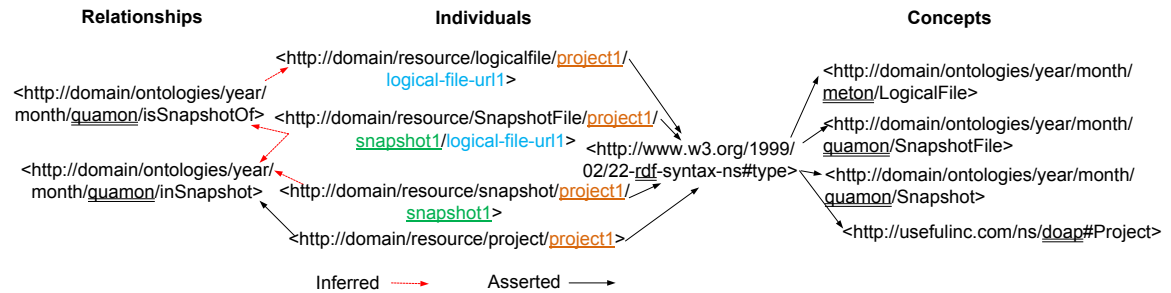 Relationships
Individuals
Concepts
<http://domain/ontologies/year/
month/quamon/isSnapshotOf>
<http://domain/ontologies/year/
month/quamon/inSnapshot>
<http://domain/resource/logicalfile/project1/
logical-file-url1>
<http://domain/resource/SnapshotFile/project1/
snapshot1/logical-file-url1>
<http://domain/resource/snapshot/project1/
snapshot1>
<http://domain/resource/project/project1>
<http://www.w3.org/1999/
02/22-rdf-syntax-ns#type>
<http://domain/ontologies/year/month/
meton/LogicalFile>
<http://domain/ontologies/year/month/
quamon/SnapshotFile>
<http://domain/ontologies/year/month/
quamon/Snapshot>
<http://usefulinc.com/ns/doap#Project>
Inferred
Asserted